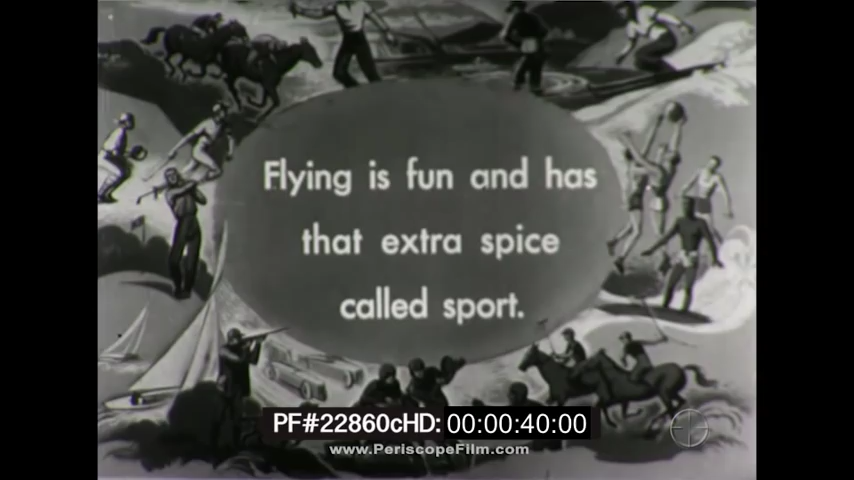 Flying is fun and has
that extra spice
called sport.
PF#22860cHD: 00:00:40:00
www.PeriscopeFilm.com